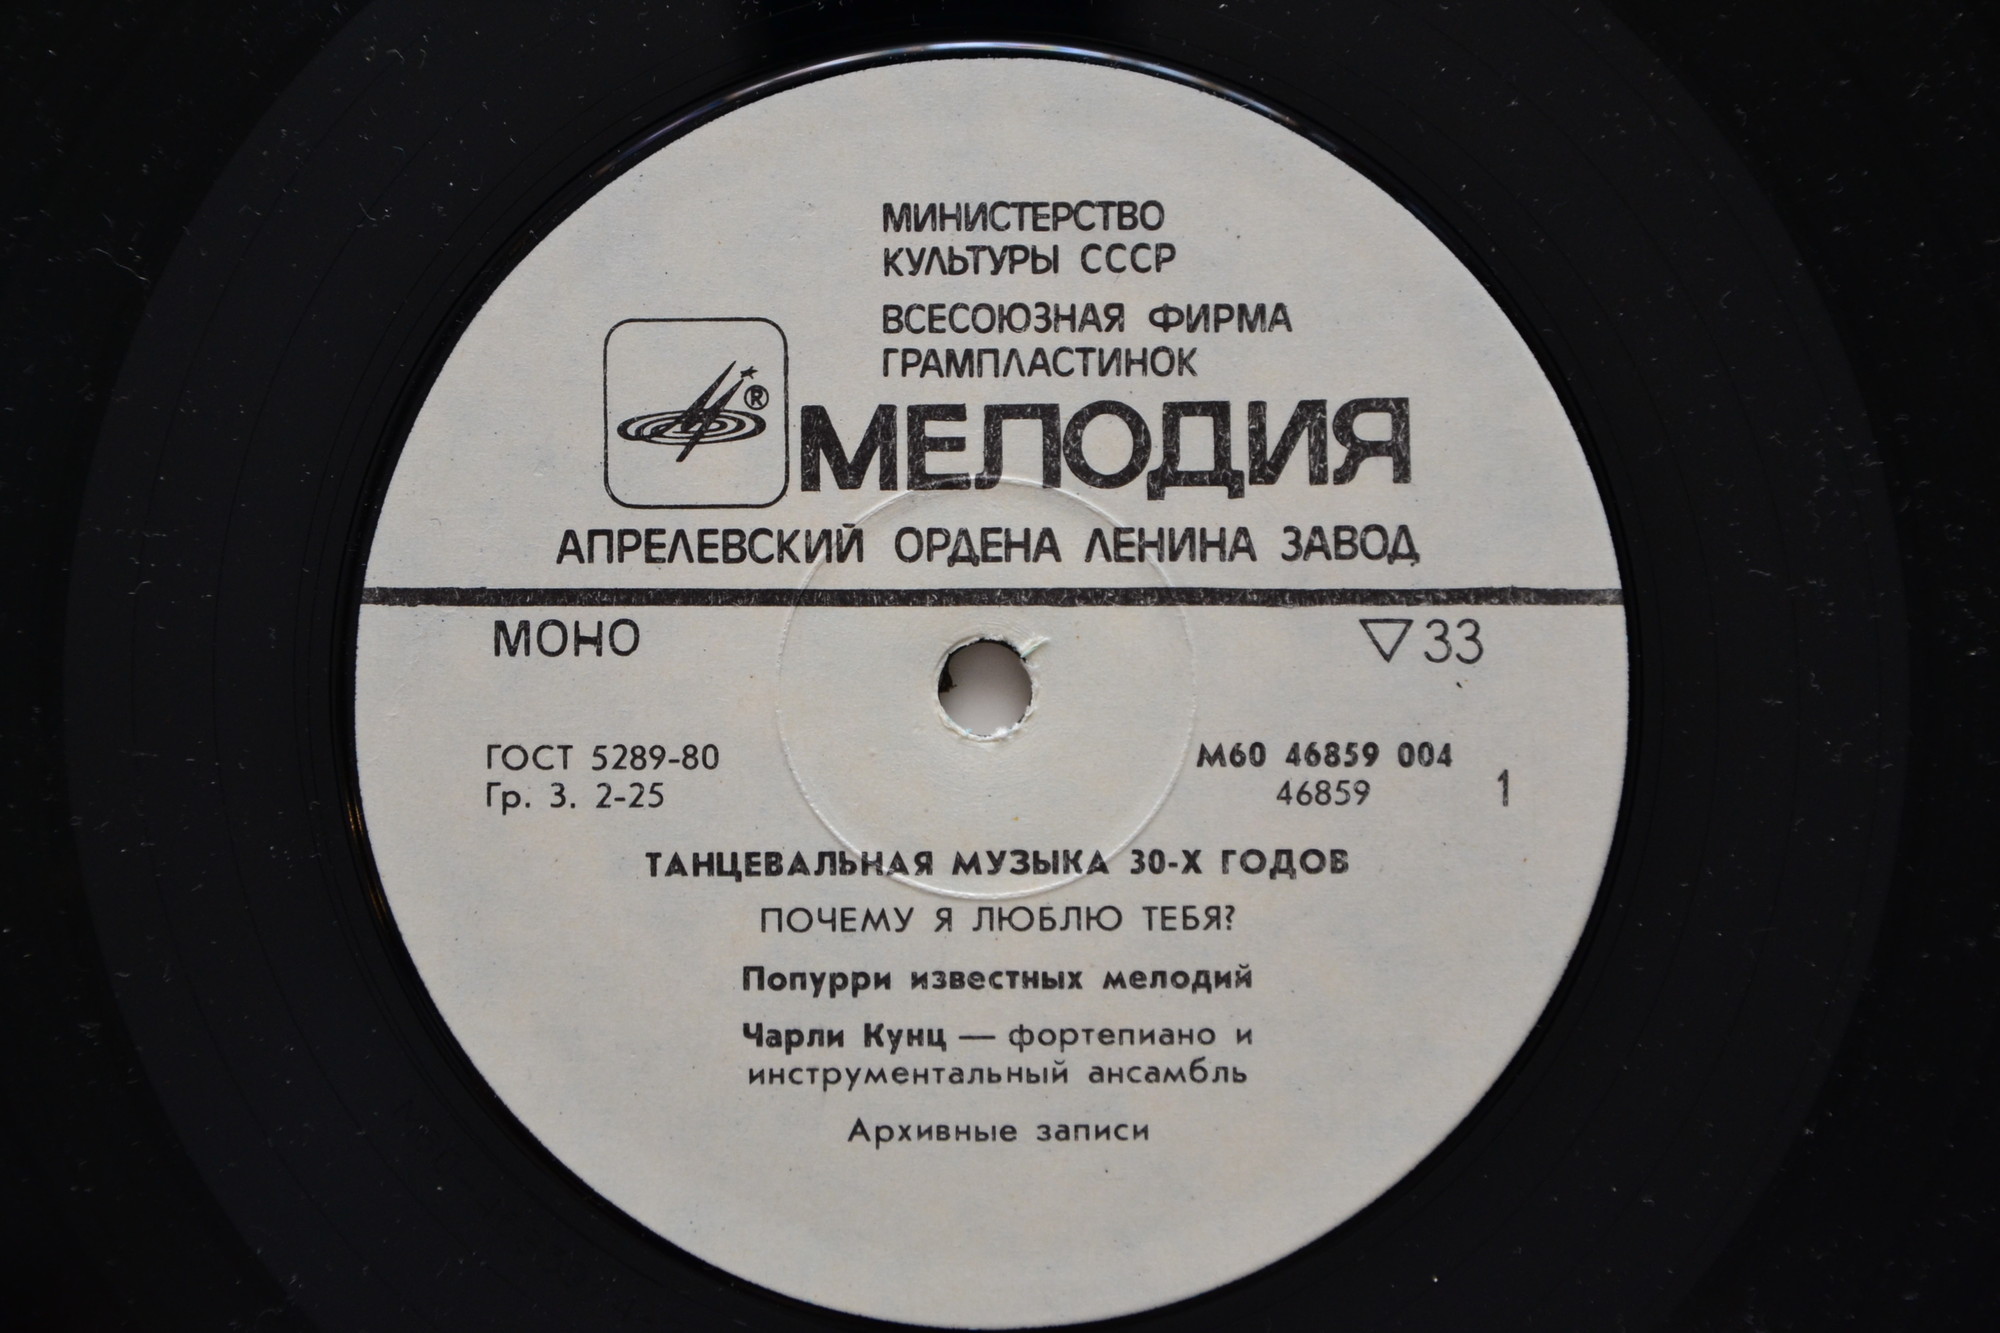 МИНИСТЕРСТВО
КУЛЬТУРЫ СССР
ВСЕСОЮЗНАЯ ФИРМА
ГРАМПЛАСТИНОК
® МЕЛОДИЯ
АПРЕЛЕВСКИЙ ОРДЕНА ЛЕНИНА ЗАВОД
МОНО ▽33
ГОСТ 5289-80 М60 46859 004
Гр. 3. 2-25 46859 1
ТАНЦЕВАЛЬНАЯ МУЗЫКА 30-Х ГОДОВ
ПОЧЕМУ Я ЛЮБЛЮ ТЕБЯ?
Попурри известных мелодий
Чарли Кунц — фортепиано и
инструментальный ансамбль
Архивные записи